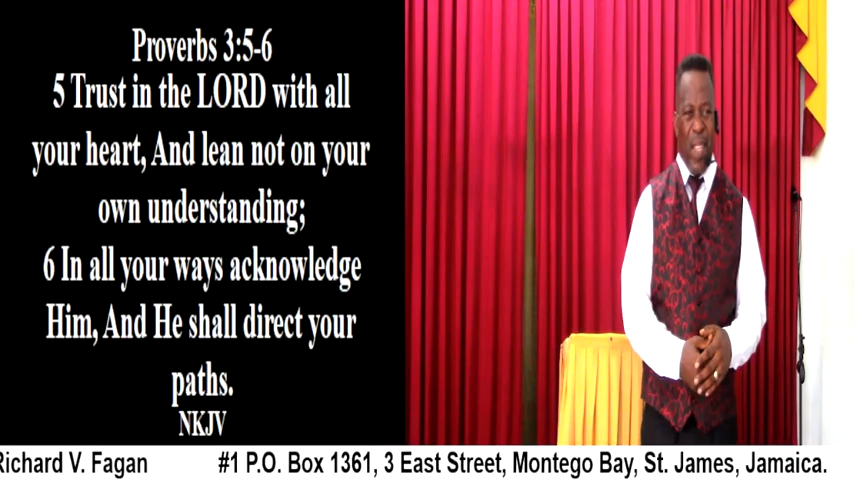 Proverbs 3:5-6
5 Trust in the LORD with all
your heart, And lean not on your
own understanding;
6 In all your ways acknowledge
Him, And He shall direct your
paths.
NKJV
Richard V. Fagan #1 P.O. Box 1361, 3 East Street, Montego Bay, St. James, Jamaica.